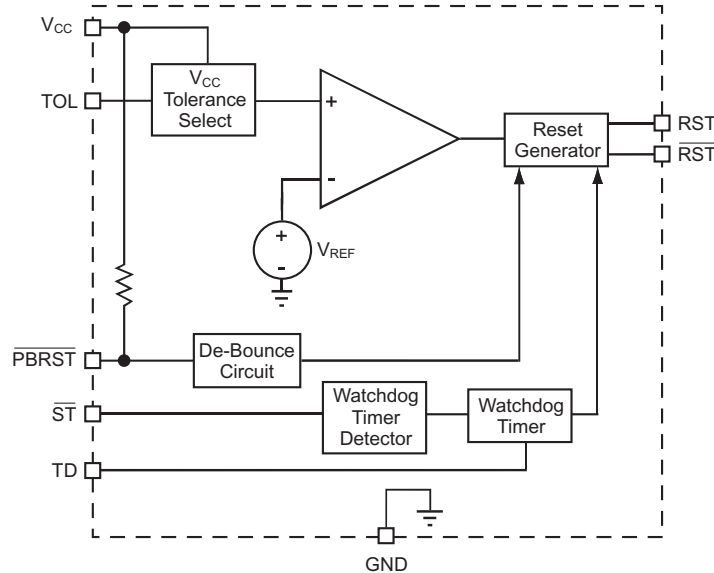 VCC
TOL
VCC
Tolerance
Select
+
-
+
-
VREF
Reset
Generator
RST
RST
PBRST
De-Bounce
Circuit
ST
Watchdog
Timer
Detector
Watchdog
Timer
TD
GND